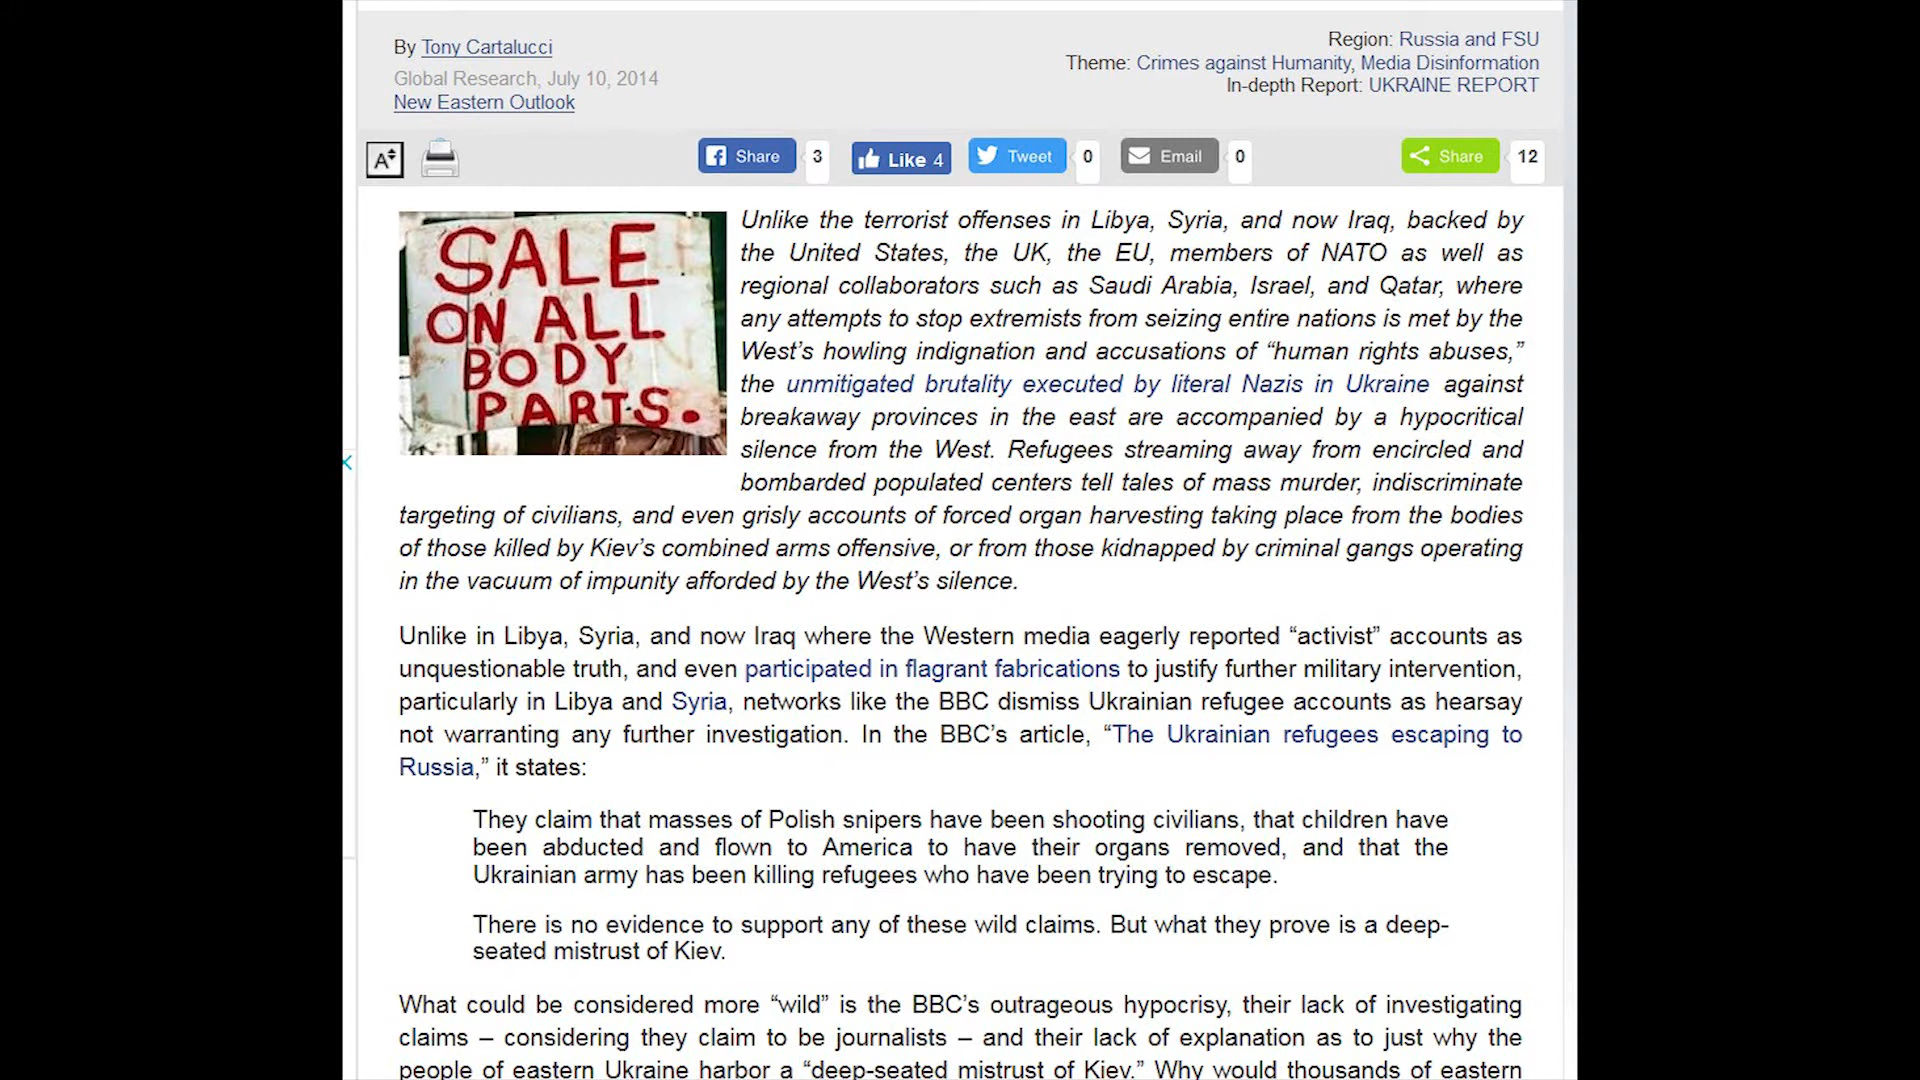 By Tony Cartalucci
Global Research, July 10, 2014
New Eastern Outlook
Region: Russia and FSU
Theme: Crimes against Humanity, Media Disinformation
In-depth Report: UKRAINE REPORT
A Share 3 Like 4 Tweet 0 Email 0 Share 12
SALE
ON ALL
BODY
PARTS.
Unlike the terrorist offenses in Libya, Syria, and now Iraq, backed by
the United States, the UK, the EU, members of NATO as well as
regional collaborators such as Saudi Arabia, Israel, and Qatar, where
any attempts to stop extremists from seizing entire nations is met by the
West’s howling indignation and accusations of “human rights abuses,”
the unmitigated brutality executed by literal Nazis in Ukraine against
breakaway provinces in the east are accompanied by a hypocritical
silence from the West. Refugees streaming away from encircled and
bombarded populated centers tell tales of mass murder, indiscriminate
targeting of civilians, and even grisly accounts of forced organ harvesting taking place from the bodies
of those killed by Kiev’s combined arms offensive, or from those kidnapped by criminal gangs operating
in the vacuum of impunity afforded by the West’s silence.
Unlike in Libya, Syria, and now Iraq where the Western media eagerly reported “activist” accounts as
unquestionable truth, and even participated in flagrant fabrications to justify further military intervention,
particularly in Libya and Syria, networks like the BBC dismiss Ukrainian refugee accounts as hearsay
not warranting any further investigation. In the BBC’s article, “The Ukrainian refugees escaping to
Russia,” it states:
They claim that masses of Polish snipers have been shooting civilians, that children have
been abducted and flown to America to have their organs removed, and that the
Ukrainian army has been killing refugees who have been trying to escape.
There is no evidence to support any of these wild claims. But what they prove is a deep-
seated mistrust of Kiev.
What could be considered more “wild” is the BBC’s outrageous hypocrisy, their lack of investigating
claims – considering they claim to be journalists – and their lack of explanation as to just why the
people of eastern Ukraine harbor a “deep-seated mistrust of Kiev.” Why would thousands of eastern